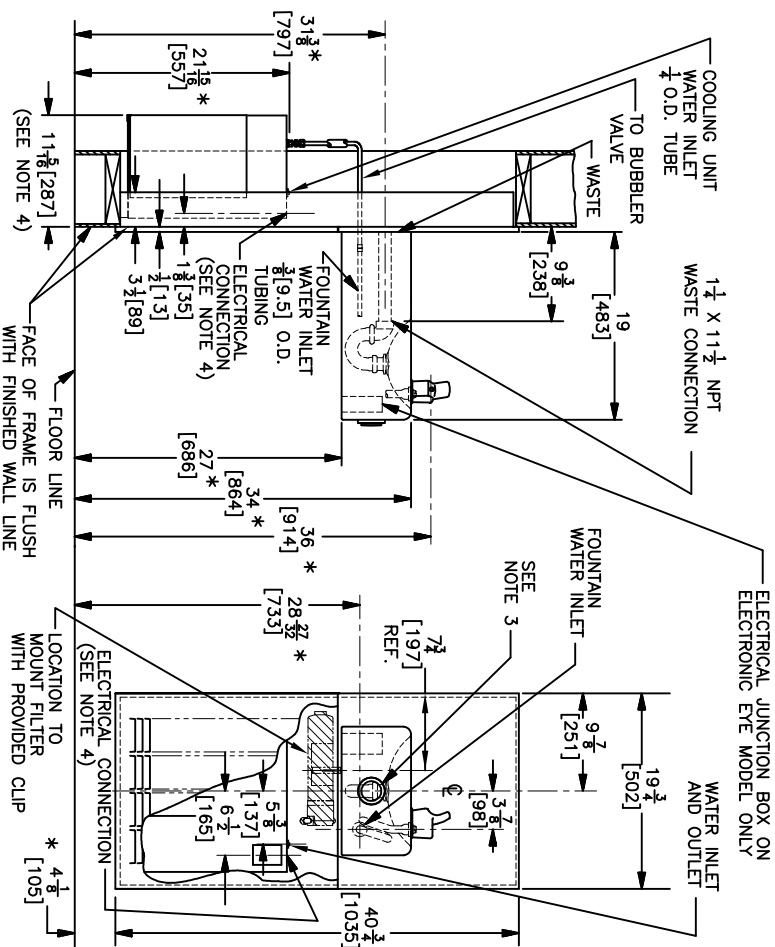 COOLING UNIT
WATER INLET
1/4 O.D. TUBE
TO BUBBLER
VALVE
WASTE
1 1/4 X 11 1/2 NPT
WASTE CONNECTION
ELECTRICAL JUNCTION BOX ON
ELECTRONIC EYE MODEL ONLY
31 3/8 *
[797]
21 15/16 *
[557]
11 5/16 [287]
(SEE NOTE 4)
9 3/8
[238]
19
[483]
FOUNTAIN
WATER INLET
3/8 [9.5] O.D.
TUBING
ELECTRICAL
CONNECTION
(SEE NOTE 4)
1 3/8 [35]
1/2 [13]
3 1/2 [89]
27 *
[686]
34 *
[864]
36 *
[914]
FLOOR LINE
FACE OF FRAME IS FLUSH
WITH FINISHED WALL LINE
FOUNTAIN
WATER INLET
SEE
NOTE 3
WATER INLET
AND OUTLET
28 27/32 *
[733]
7 3/4
[197]
REF.
9 7/8
[251]
19 3/4
[502]
3 7/8
[98]
℄
5 3/8
[137]
6 1/2
[165]
40 3/4
[1035]
* 4 1/8
[105]
ELECTRICAL CONNECTION
(SEE NOTE 4)
LOCATION TO
MOUNT FILTER
WITH PROVIDED CLIP